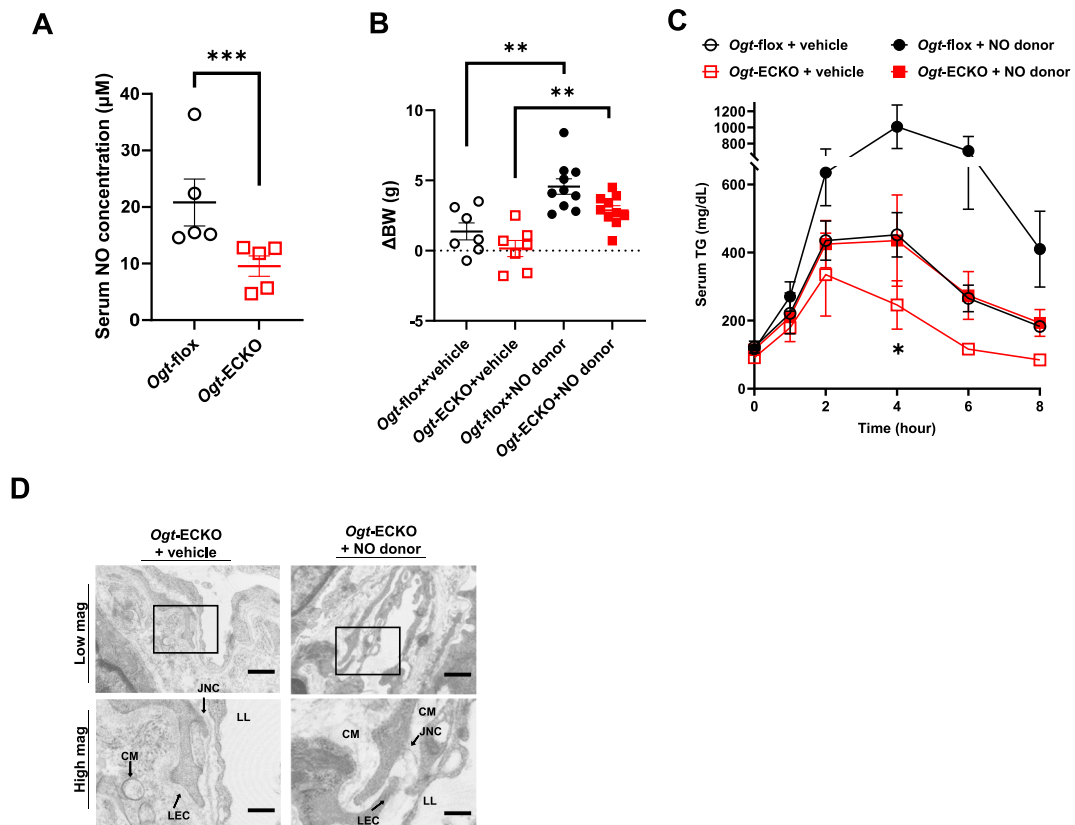 A
***
Serum NO concentration (µM)
40
30
20
10
0
Ogt-flox
Ogt-ECKO
B
**
**
ΔBW (g)
10
5
0
-5
Ogt-flox+vehicle
Ogt-ECKO+vehicle
Ogt-flox+NO donor
Ogt-ECKO+NO donor
C
Ogt-flox + vehicle
Ogt-flox + NO donor
Ogt-ECKO + vehicle
Ogt-ECKO + NO donor
Serum TG (mg/dL)
1200
1000
800
600
400
200
0
*
0
2
4
6
8
Time (hour)
D
Ogt-ECKO
+ vehicle
Ogt-ECKO
+ NO donor
Low mag
High mag
JNC
LL
CM
LEC
CM
CM
JNC
LEC
LL